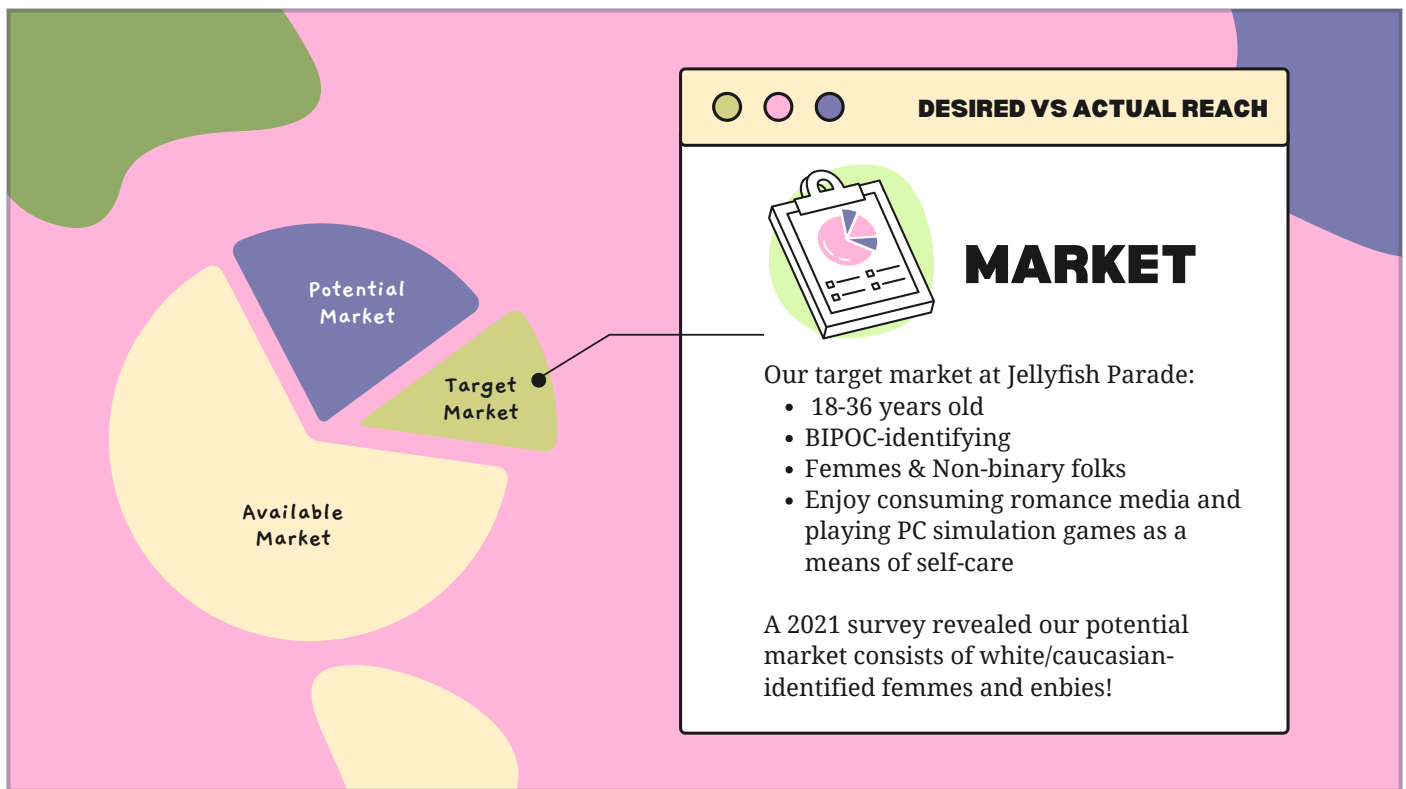 DESIRED VS ACTUAL REACH
MARKET
Potential
Market
Target
Market
Available
Market
Our target market at Jellyfish Parade:
• 18-36 years old
• BIPOC-identifying
• Femmes & Non-binary folks
• Enjoy consuming romance media and
playing PC simulation games as a
means of self-care
A 2021 survey revealed our potential
market consists of white/caucasian-
identified femmes and enbies!